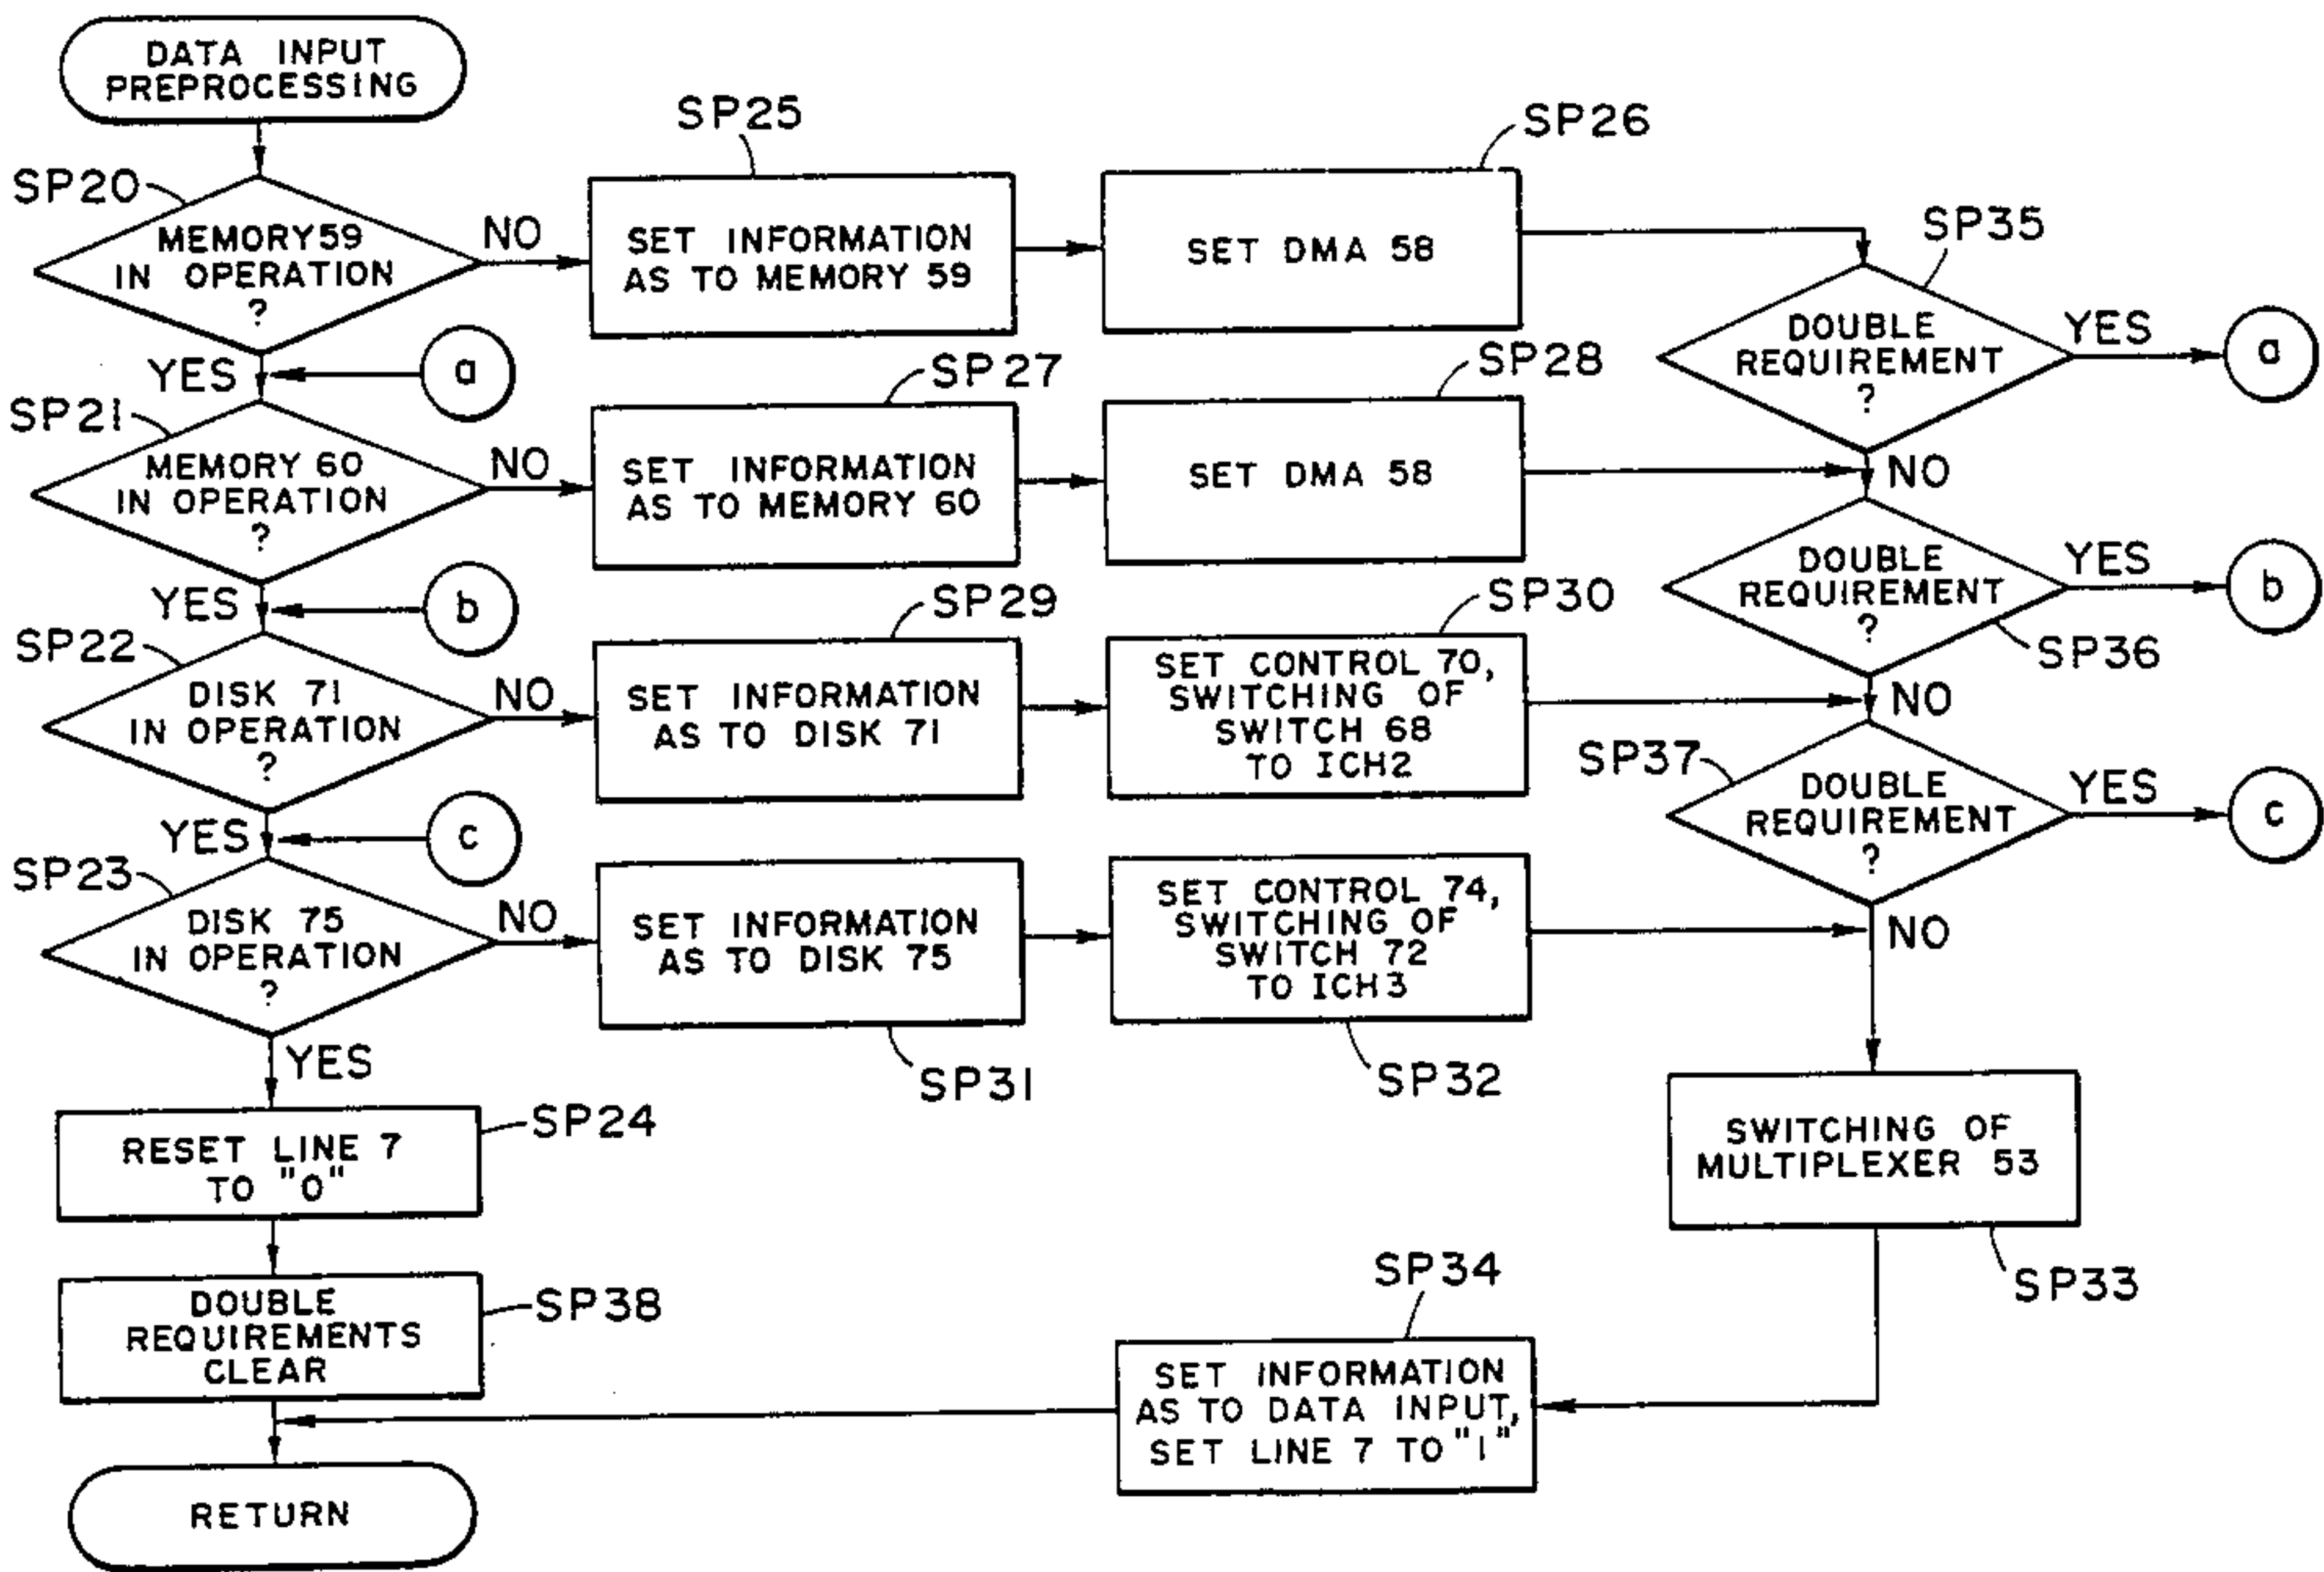 DATA INPUT
PREPROCESSING
SP20
MEMORY 59
IN OPERATION
?
NO
YES
SP25
SET INFORMATION
AS TO MEMORY 59
SP26
SET DMA 58
SP35
DOUBLE
REQUIREMENT
?
YES
a
NO
a
SP21
MEMORY 60
IN OPERATION
?
NO
YES
SP27
SET INFORMATION
AS TO MEMORY 60
SP28
SET DMA 58
DOUBLE
REQUIREMENT
?
YES
b
SP36
NO
b
SP22
DISK 71
IN OPERATION
?
NO
YES
SP29
SET INFORMATION
AS TO DISK 71
SP30
SET CONTROL 70,
SWITCHING OF
SWITCH 68
TO ICH2
SP37
DOUBLE
REQUIREMENT
?
YES
c
NO
c
SP23
DISK 75
IN OPERATION
?
NO
YES
SET INFORMATION
AS TO DISK 75
SP31
SET CONTROL 74,
SWITCHING OF
SWITCH 72
TO ICH3
SP32
SWITCHING OF
MULTIPLEXER 53
SP33
RESET LINE 7
TO "O"
SP24
DOUBLE
REQUIREMENTS
CLEAR
SP38
SP34
SET INFORMATION
AS TO DATA INPUT,
SET LINE 7 TO "1"
RETURN